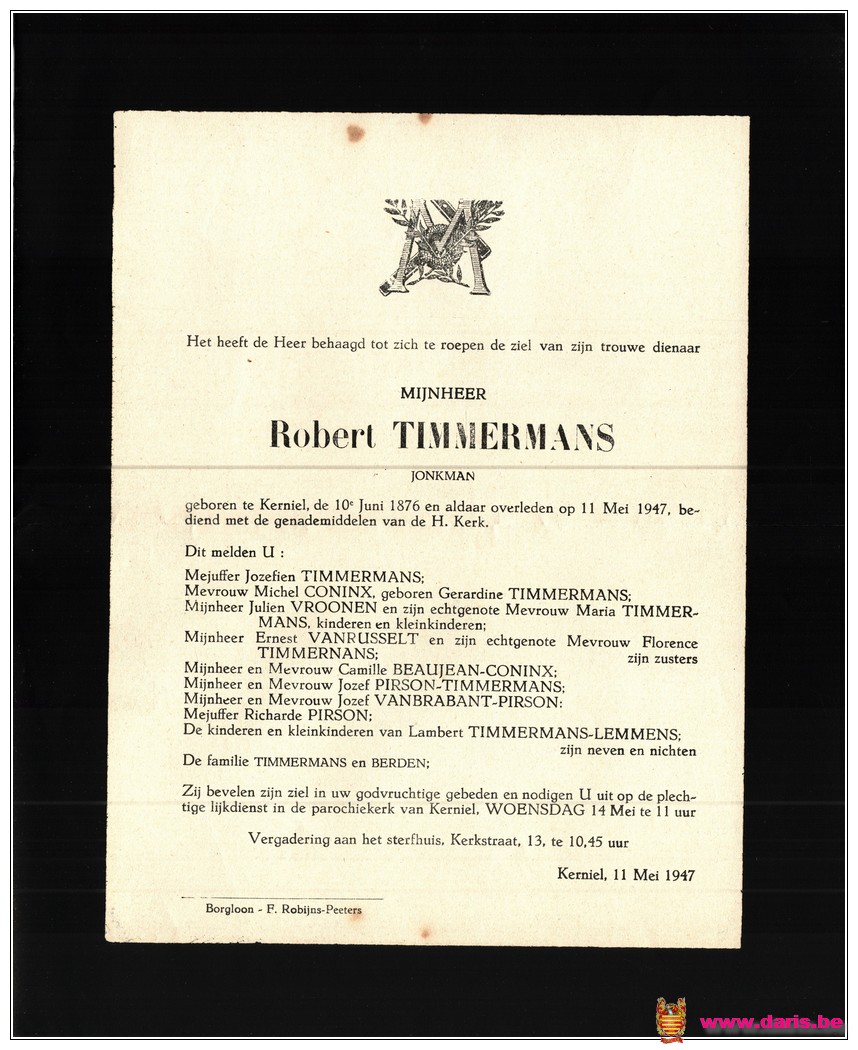 Het heeft de Heer behaagd tot zich te roepen de ziel van zijn trouwe dienaar
MIJNHEER
Robert TIMMERMANS
JONKMAN
geboren te Kerniel, de 10e Juni 1876 en aldaar overleden op 11 Mei 1947, be-
diend met de genademiddelen van de H. Kerk.
Dit melden U :
Mejuffer Jozefien TIMMERMANS;
Mevrouw Michel CONINX, geboren Gerardine TIMMERMANS;
Mijnheer Julien VROONEN en zijn echtgenote Mevrouw Maria TIMMER-
MANS, kinderen en kleinkinderen;
Mijnheer Ernest VANRUSSELT en zijn echtgenote Mevrouw Florence
TIMMERNANS; zijn zusters
Mijnheer en Mevrouw Camille BEAUJEAN-CONINX;
Mijnheer en Mevrouw Jozef PIRSON-TIMMERMANS;
Mijnheer en Mevrouw Jozef VANBRABANT-PIRSON:
Mejuffer Richarde PIRSON;
De kinderen en kleinkinderen van Lambert TIMMERMANS-LEMMENS;
zijn neven en nichten
De familie TIMMERMANS en BERDEN;
Zij bevelen zijn ziel in uw godvruchtige gebeden en nodigen U uit op de plech-
tige lijkdienst in de parochiekerk van Kerniel, WOENSDAG 14 Mei te 11 uur
Vergadering aan het sterfhuis, Kerkstraat, 13, te 10,45 uur
Kerniel, 11 Mei 1947
Borgloon - F. Robijns-Peeters
www.daris.be